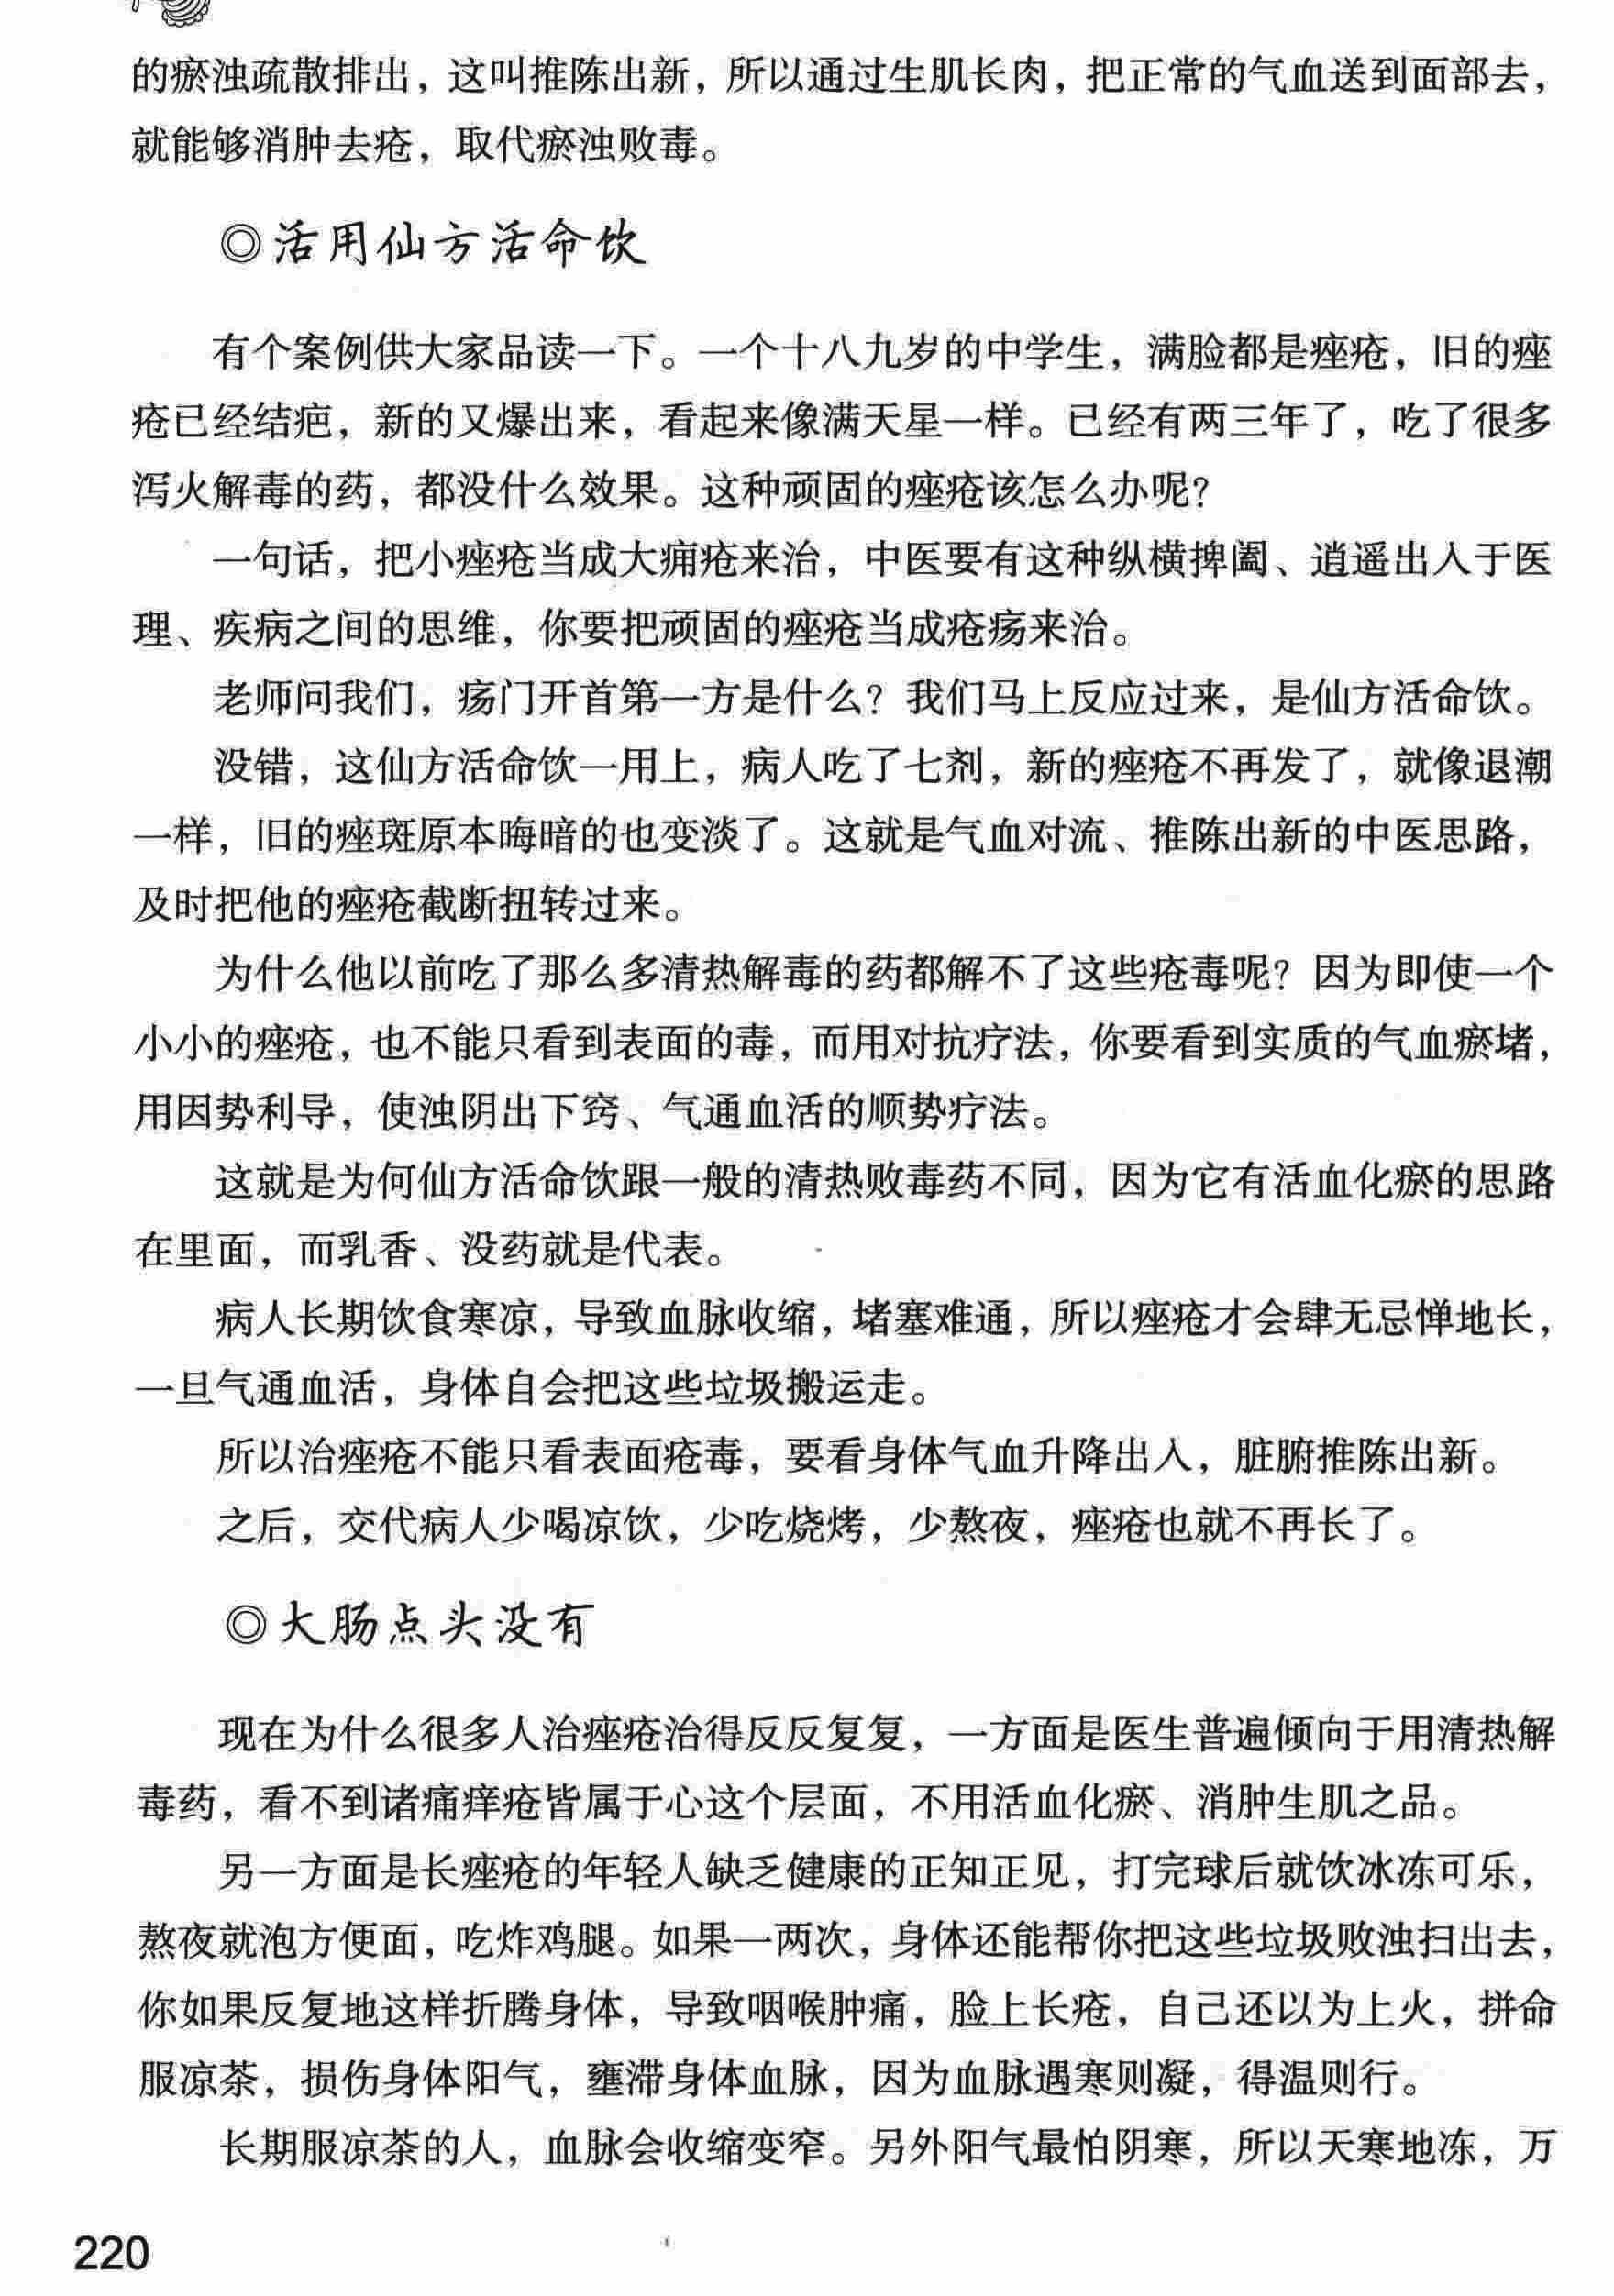 的瘀浊疏散排出，这叫推陈出新，所以通过生肌长肉，把正常的气血送到面部去，
就能够消肿去疮，取代瘀浊败毒。
◎活用仙方活命饮
有个案例供大家品读一下。一个十八九岁的中学生，满脸都是痤疮，旧的痤
疮已经结疤，新的又爆出来，看起来像满天星一样。已经有两三年了，吃了很多
泻火解毒的药，都没什么效果。这种顽固的痤疮该怎么办呢？
一句话，把小痤疮当成大痈疮来治，中医要有这种纵横捭阖、逍遥出入于医
理、疾病之间的思维，你要把顽固的痤疮当成疮疡来治。
老师问我们，疡门开首第一方是什么？我们马上反应过来，是仙方活命饮。
没错，这仙方活命饮一用上，病人吃了七剂，新的痤疮不再发了，就像退潮
一样，旧的痤斑原本晦暗的也变淡了。这就是气血对流、推陈出新的中医思路，
及时把他的痤疮截断扭转过来。
为什么他以前吃了那么多清热解毒的药都解不了这些疮毒呢？因为即使一个
小小的痤疮，也不能只看到表面的毒，而用对抗疗法，你要看到实质的气血瘀堵，
用因势利导，使浊阴出下窍、气通血活的顺势疗法。
这就是为何仙方活命饮跟一般的清热败毒药不同，因为它有活血化瘀的思路
在里面，而乳香、没药就是代表。
病人长期饮食寒凉，导致血脉收缩，堵塞难通，所以痤疮才会肆无忌惮地长，
一旦气通血活，身体自会把这些垃圾搬运走。
所以治痤疮不能只看表面疮毒，要看身体气血升降出入，脏腑推陈出新。
之后，交代病人少喝凉饮，少吃烧烤，少熬夜，痤疮也就不再长了。
◎大肠点头没有
现在为什么很多人治痤疮治得反反复复，一方面是医生普遍倾向于用清热解
毒药，看不到诸痛痒疮皆属于心这个层面，不用活血化瘀、消肿生肌之品。
另一方面是长痤疮的年轻人缺乏健康的正知正见，打完球后就饮冰冻可乐，
熬夜就泡方便面，吃炸鸡腿。如果一两次，身体还能帮你把这些垃圾败浊扫出去，
你如果反复地这样折腾身体，导致咽喉肿痛，脸上长疮，自己还以为上火，拼命
服凉茶，损伤身体阳气，壅滞身体血脉，因为血脉遇寒则凝，得温则行。
长期服凉茶的人，血脉会收缩变窄。另外阳气最怕阴寒，所以天寒地冻，万
220